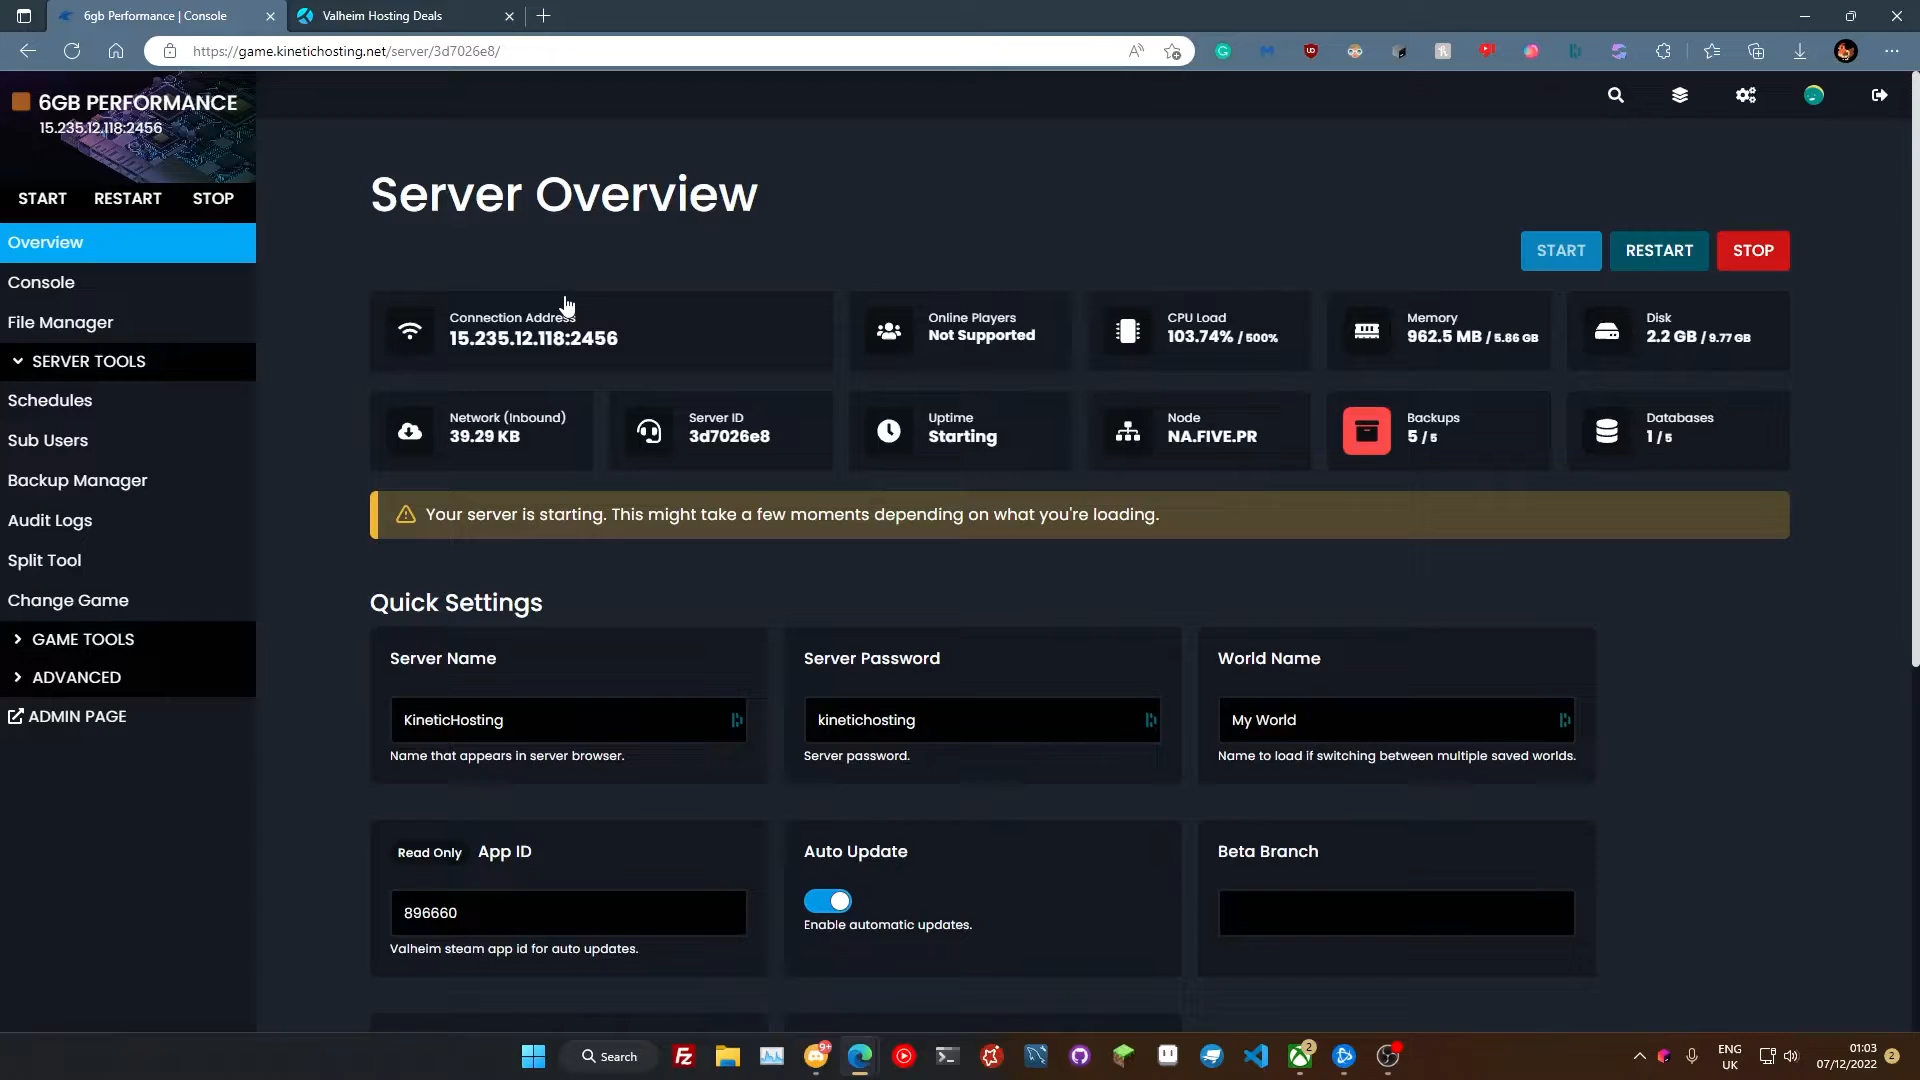 6gb Performance | Console
Valheim Hosting Deals
https://game.kinetichosting.net/server/3d7026e8/
6GB PERFORMANCE
15.235.12.118:2456
START RESTART STOP
Overview
Console
File Manager
SERVER TOOLS
Schedules
Sub Users
Backup Manager
Audit Logs
Split Tool
Change Game
GAME TOOLS
ADVANCED
ADMIN PAGE
Server Overview
START RESTART STOP
Connection Address
15.235.12.118:2456
Online Players
Not Supported
CPU Load
103.74% / 500%
Memory
962.5 MB / 5.86 GB
Disk
2.2 GB / 9.77 GB
Network (Inbound)
39.29 KB
Server ID
3d7026e8
Uptime
Starting
Node
NA.FIVE.PR
Backups
5 / 5
Databases
1 / 5
Your server is starting. This might take a few moments depending on what you're loading.
Quick Settings
Server Name
KineticHosting
Name that appears in server browser.
Server Password
kinetichosting
Server password.
World Name
My World
Name to load if switching between multiple saved worlds.
Read Only App ID
896660
Valheim steam app id for auto updates.
Auto Update
Enable automatic updates.
Beta Branch
Search
9+
2
ENG
UK
01:03
07/12/2022
2